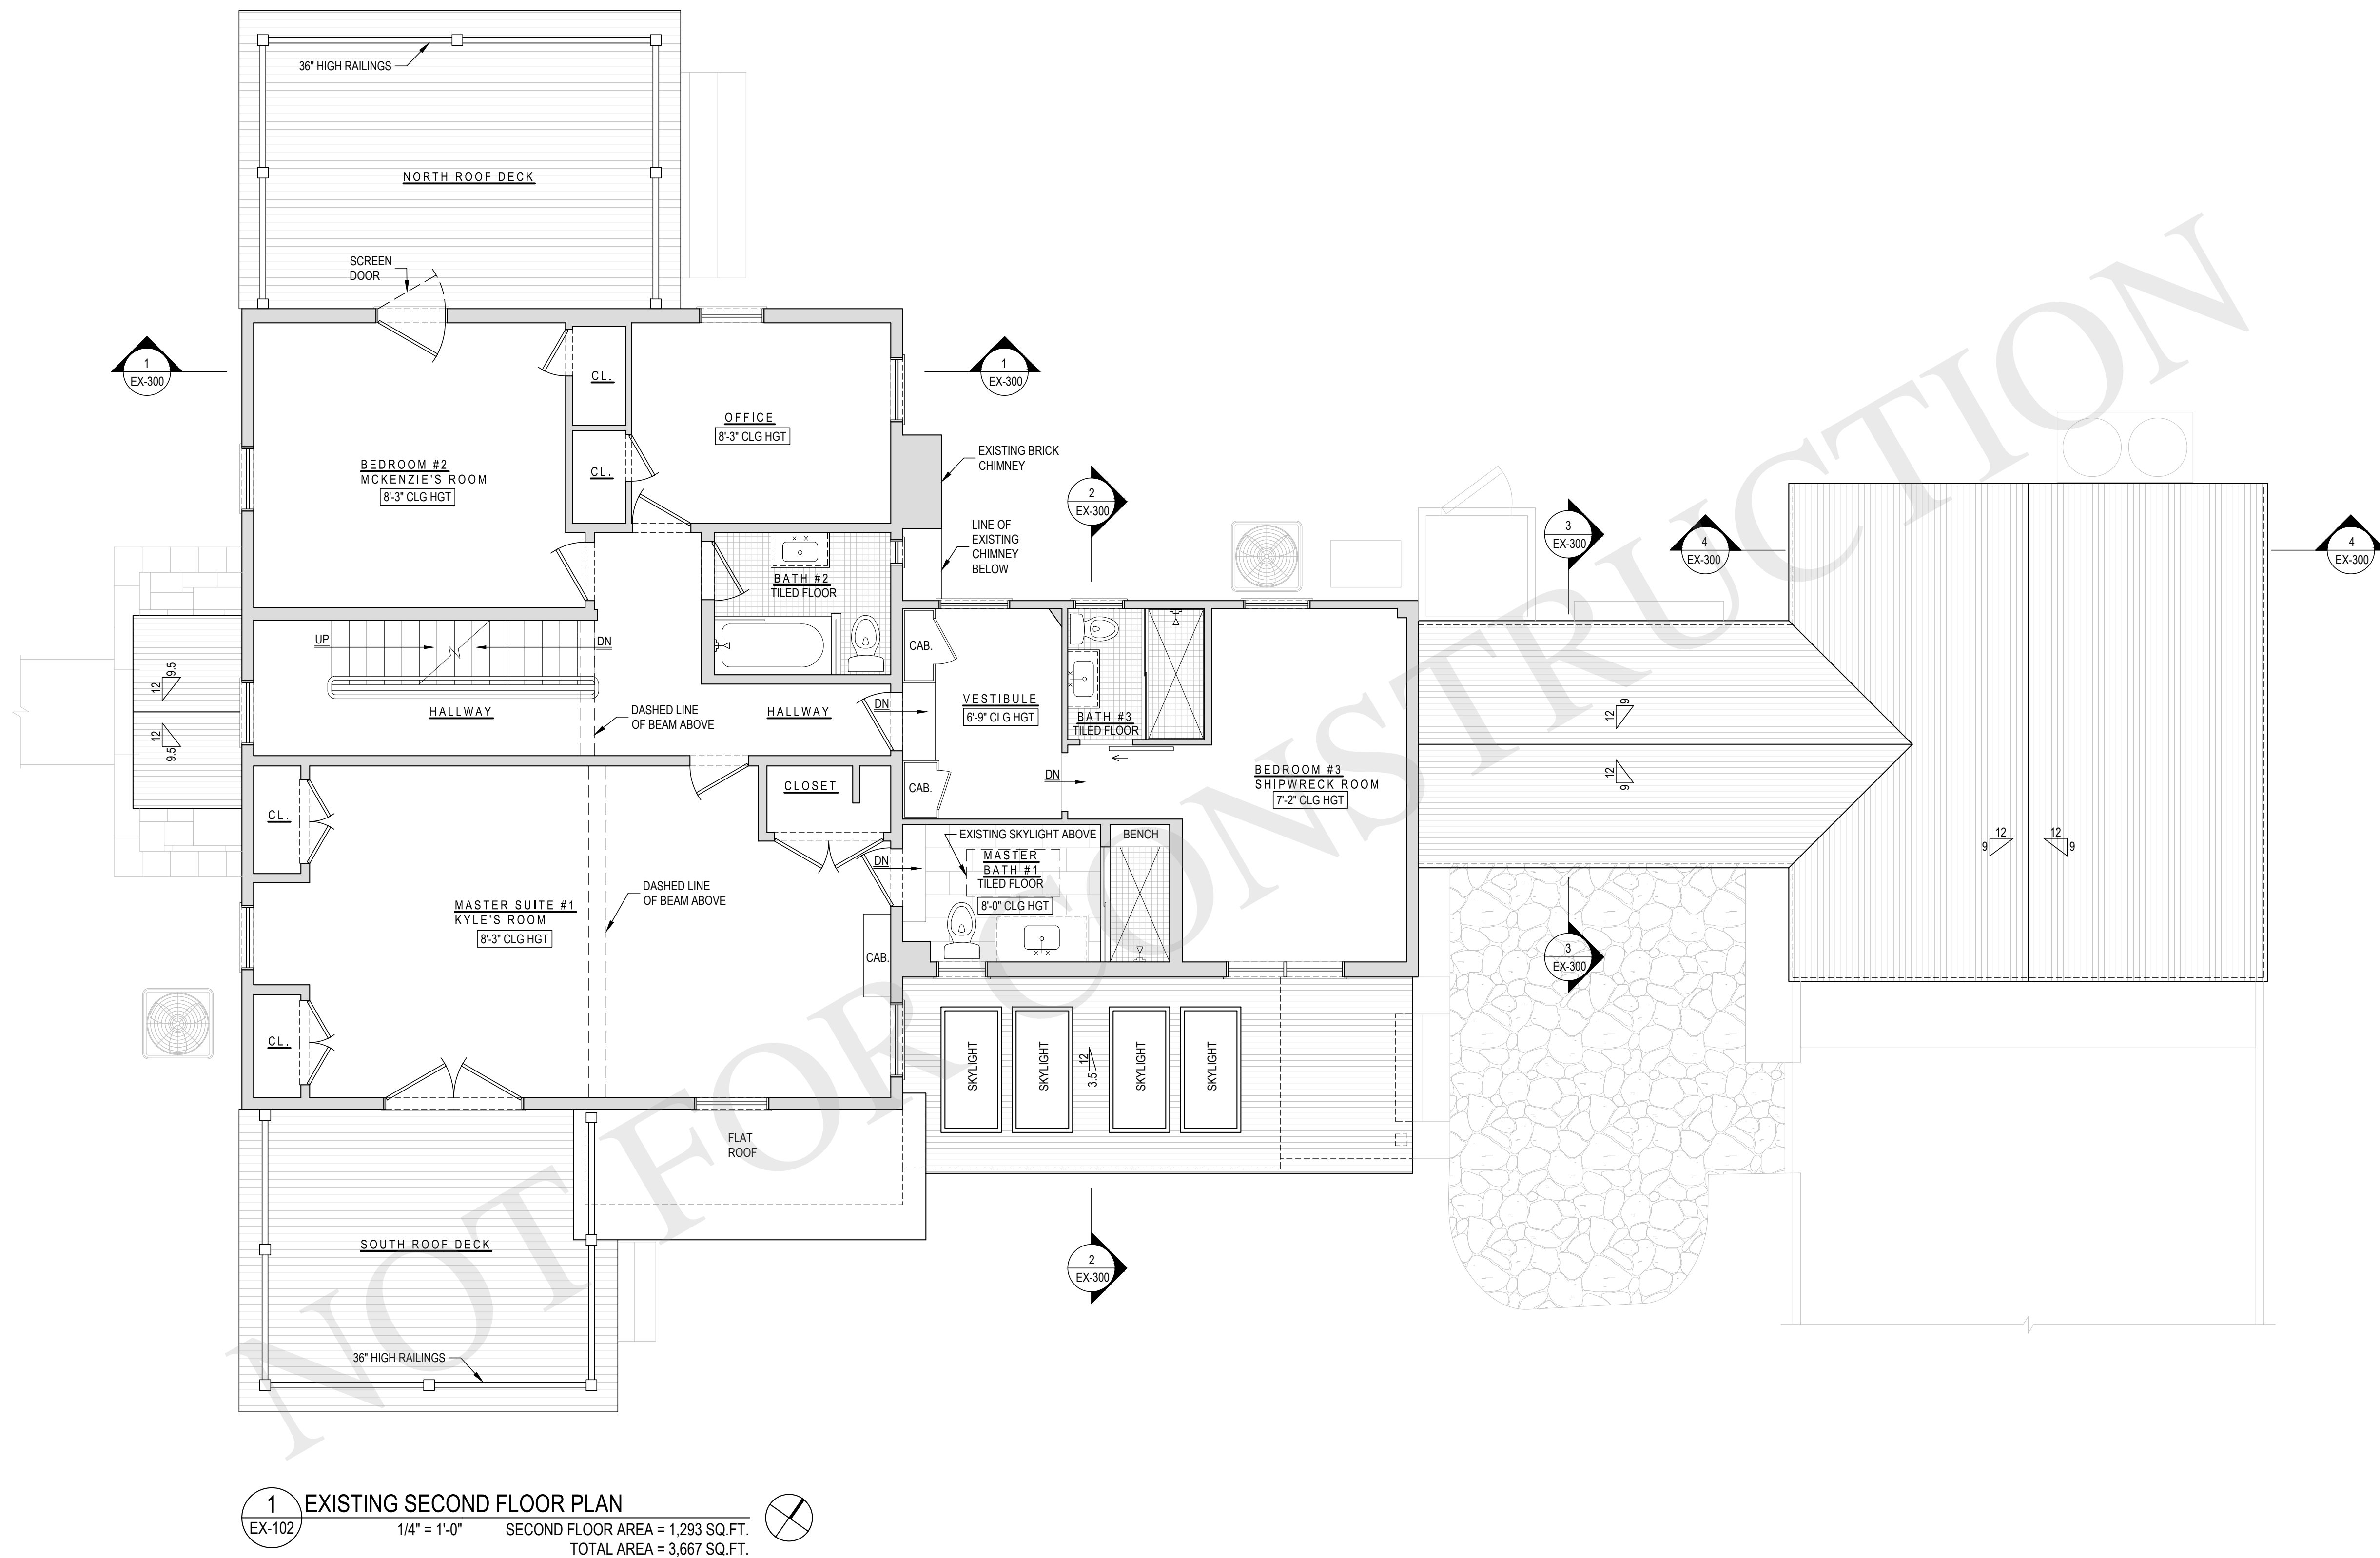 36" HIGH RAILINGS
NORTH ROOF DECK
SCREEN
DOOR
1
EX-300
1
EX-300
CL.
OFFICE
8'-3" CLG HGT
BEDROOM #2
MCKENZIE'S ROOM
8'-3" CLG HGT
CL.
EXISTING BRICK
CHIMNEY
2
EX-300
LINE OF
EXISTING
CHIMNEY
BELOW
3
EX-300
4
EX-300
4
EX-300
BATH #2
TILED FLOOR
UP
DN
CAB.
12
9.5
12
9.5
HALLWAY
DASHED LINE
OF BEAM ABOVE
HALLWAY
DN
VESTIBULE
6'-9" CLG HGT
BATH #3
TILED FLOOR
12
9
12
9
DN
BEDROOM #3
SHIPWRECK ROOM
7'-2" CLG HGT
CLOSET
CAB.
CL.
EXISTING SKYLIGHT ABOVE
BENCH
12
9
12
9
MASTER
BATH #1
TILED FLOOR
8'-0" CLG HGT
DN
DASHED LINE
OF BEAM ABOVE
MASTER SUITE #1
KYLE'S ROOM
8'-3" CLG HGT
CAB.
3
EX-300
CL.
SKYLIGHT
SKYLIGHT
12
3.5
SKYLIGHT
SKYLIGHT
FLAT
ROOF
SOUTH ROOF DECK
2
EX-300
36" HIGH RAILINGS
NOT FOR CONSTRUCTION
1
EX-102
EXISTING SECOND FLOOR PLAN
1/4" = 1'-0" SECOND FLOOR AREA = 1,293 SQ.FT.
TOTAL AREA = 3,667 SQ.FT.